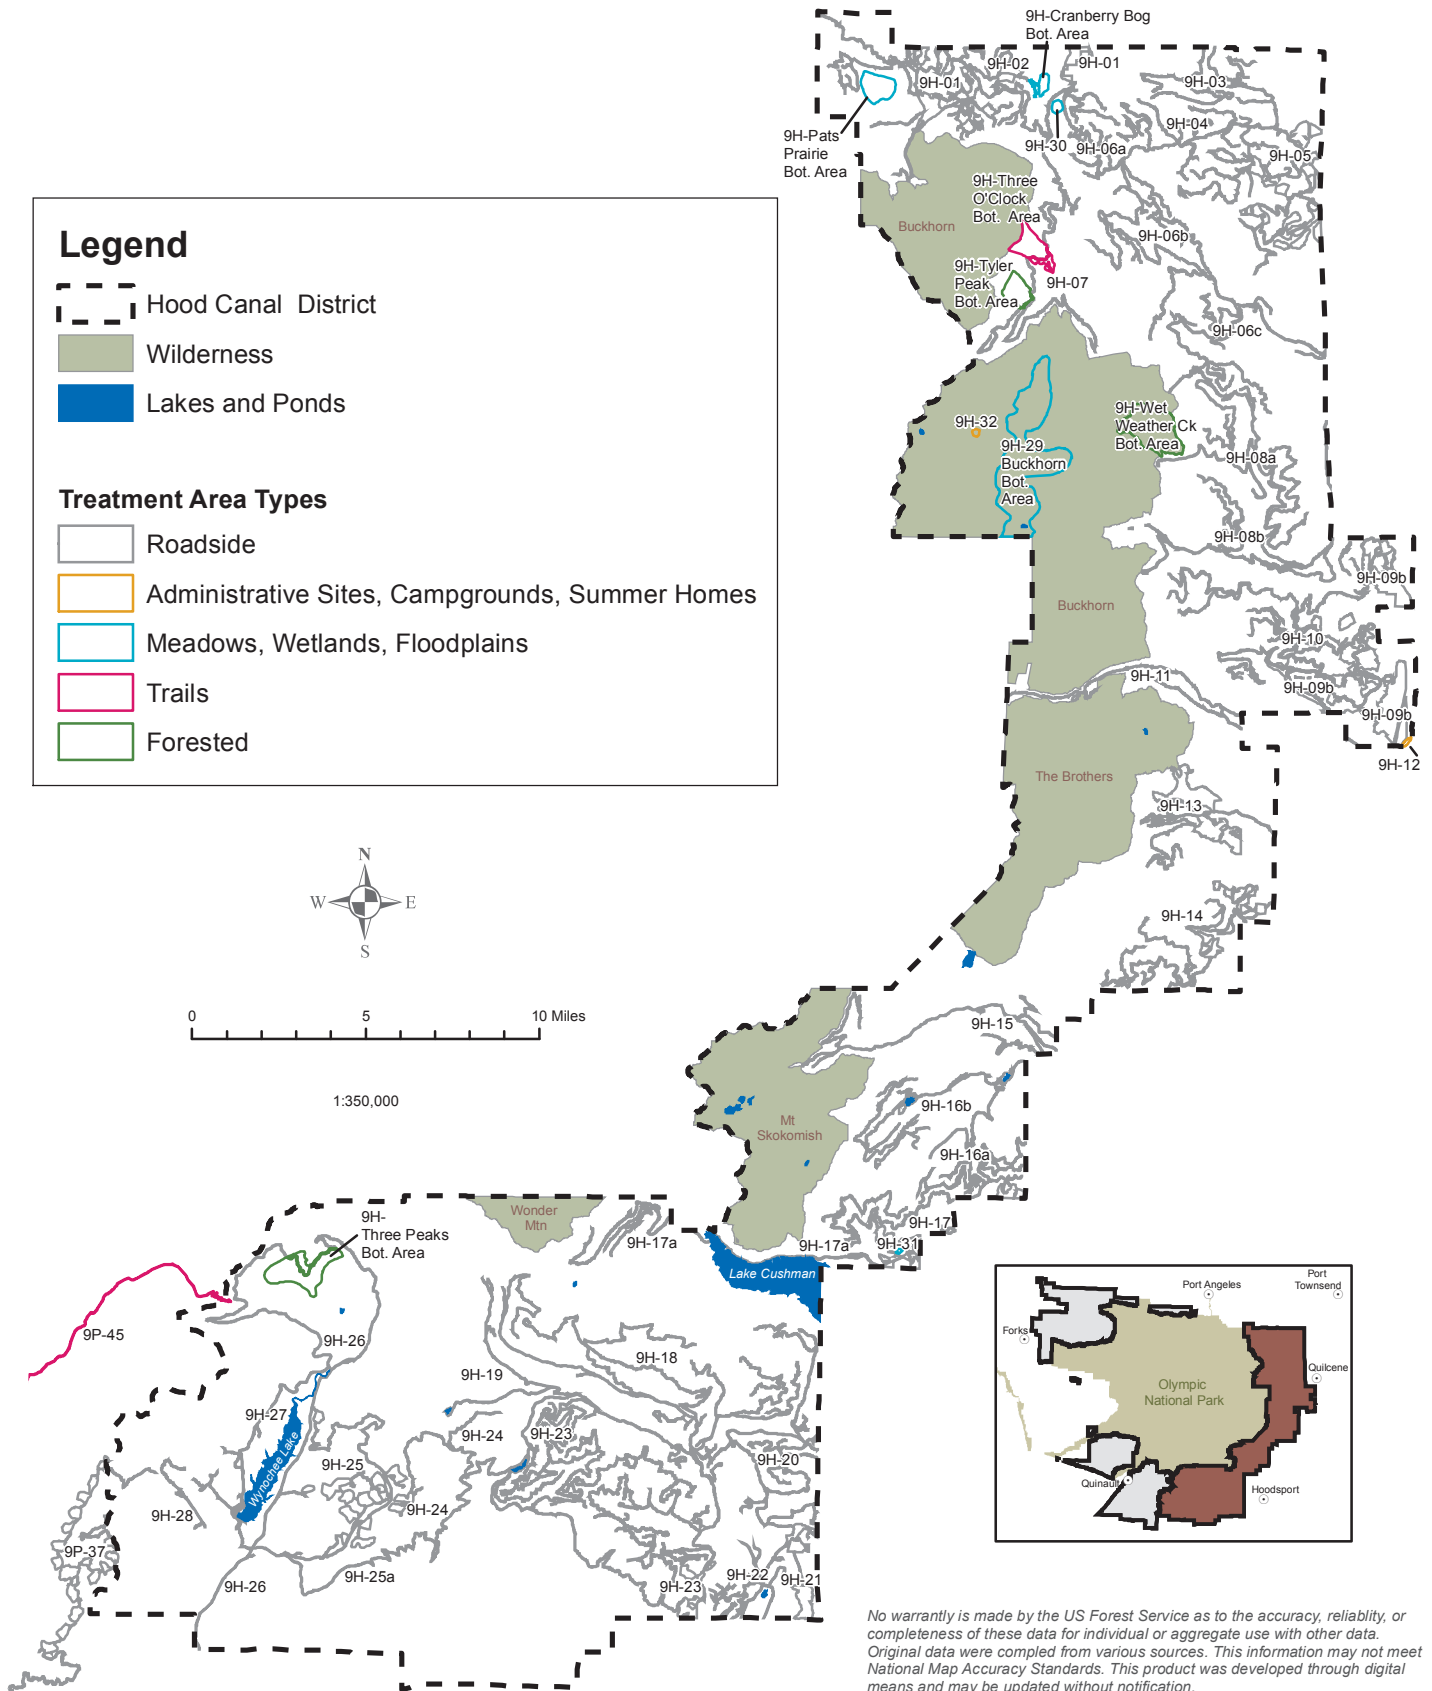 9H-Cranberry Bog
Bot. Area
9H-02
9H-01
9H-01
9H-03
9H-04
9H-Pats
Prairie
Bot. Area
9H-30
9H-06a
9H-05
9H-Three
O'Clock
Bot. Area
Buckhorn
9H-06b
9H-Tyler
Peak
Bot. Area
9H-07
9H-06c
Legend
Hood Canal District
Wilderness
Lakes and Ponds
Treatment Area Types
Roadside
Administrative Sites, Campgrounds, Summer Homes
Meadows, Wetlands, Floodplains
Trails
Forested
9H-32
9H-Wet
Weather Ck
Bot. Area
9H-29
Buckhorn
Bot.
Area
9H-08a
9H-08b
9H-09b
Buckhorn
9H-10
9H-11
9H-09b
9H-09b
9H-12
The Brothers
9H-13
9H-14
N
W
E
S
0
5
10 Miles
1:350,000
9H-15
9H-16b
Mt
Skokomish
9H-16a
9H-17
9H-31
9H-17a
9H-17a
Lake Cushman
Wonder
Mtn
9H-
Three Peaks
Bot. Area
9P-45
9H-26
9H-18
9H-19
9H-27
Wynochee Lake
9H-24
9H-23
9H-25
9H-20
9H-24
9H-28
9P-37
9H-26
9H-25a
9H-23
9H-22
9H-21
Port Angeles
Port
Townsend
Forks
Quilcene
Olympic
National Park
Quinault
Hoodsport
No warrantly is made by the US Forest Service as to the accuracy, reliablity, or
completeness of these data for individual or aggregate use with other data.
Original data were compled from various sources. This information may not meet
National Map Accuracy Standards. This product was developed through digital
means and may be updated without notification.